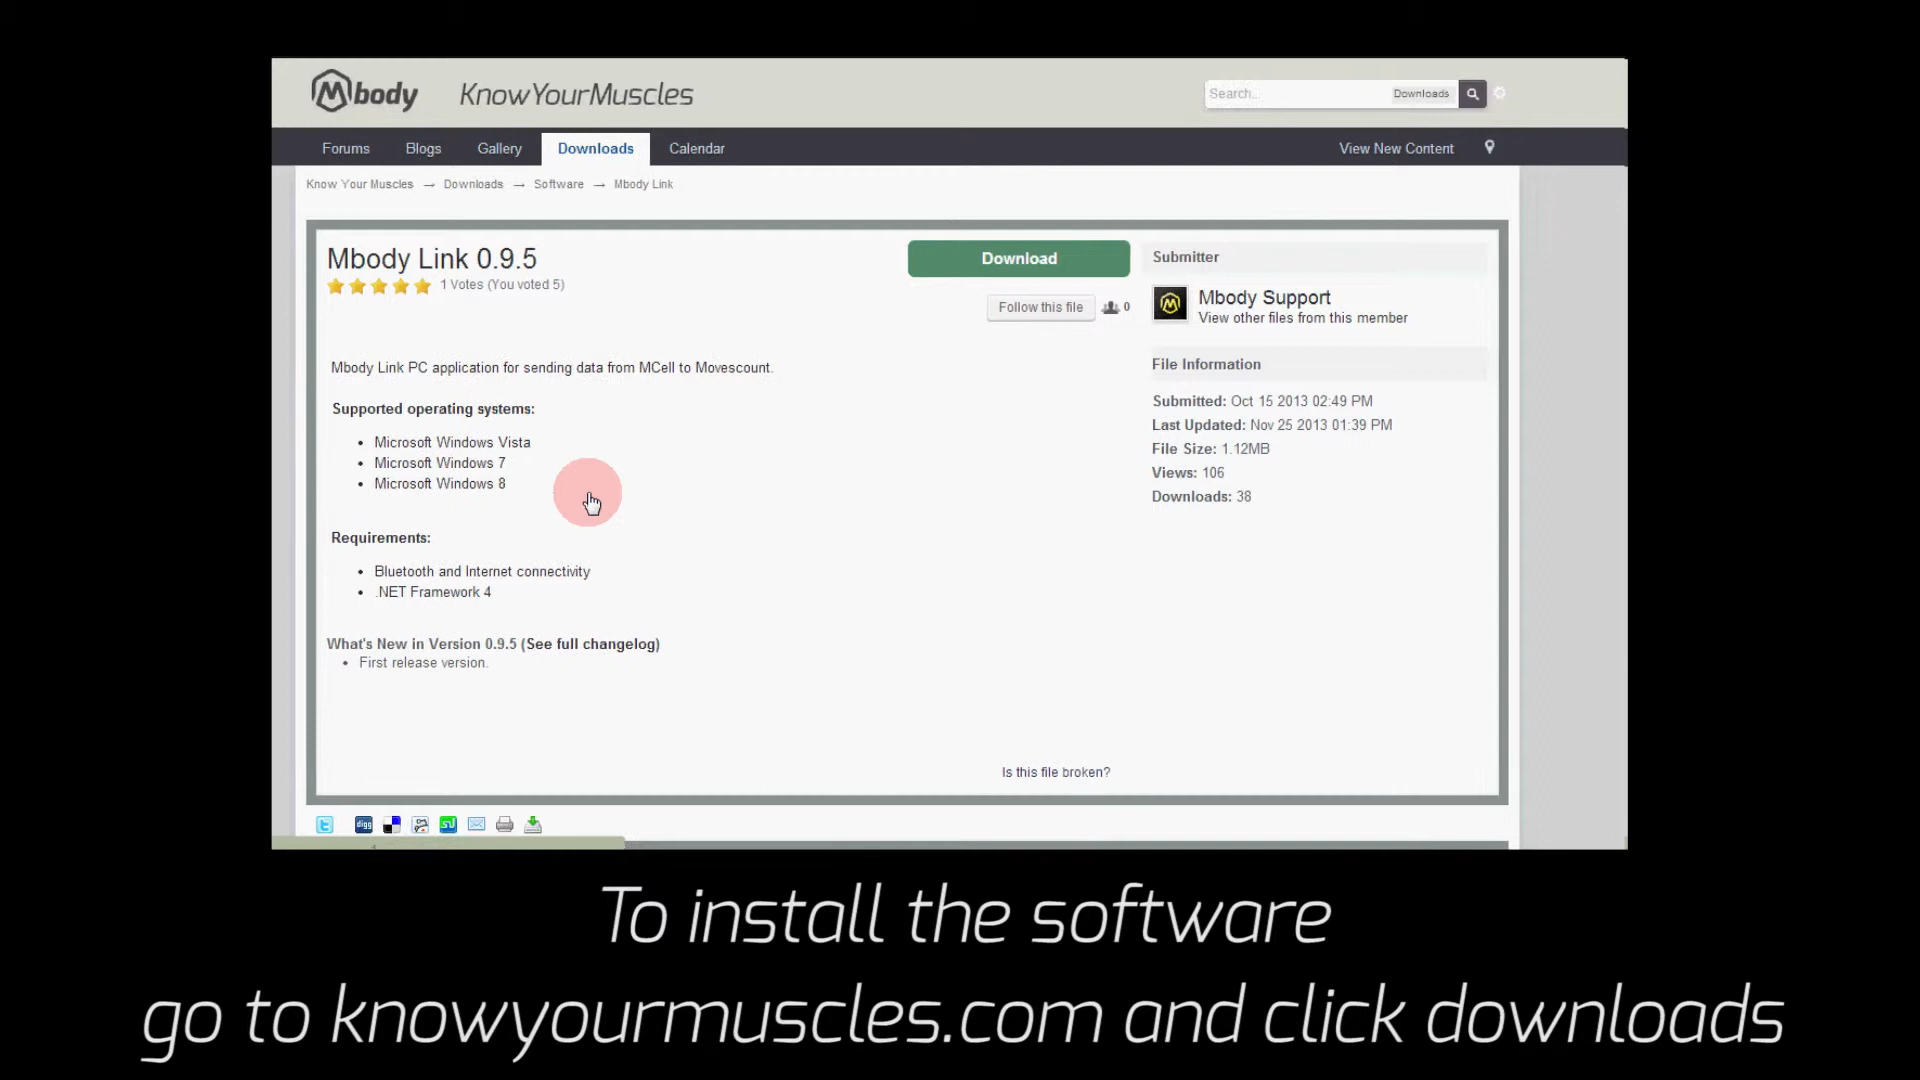 Mbody KnowYourMuscles
Search... Downloads
Forums Blogs Gallery Downloads Calendar View New Content
Know Your Muscles → Downloads → Software → Mbody Link
Mbody Link 0.9.5
1 Votes (You voted 5)
Download
Follow this file 0
Submitter
Mbody Support
View other files from this member
Mbody Link PC application for sending data from MCell to Movescount.
Supported operating systems:
• Microsoft Windows Vista
• Microsoft Windows 7
• Microsoft Windows 8
Requirements:
• Bluetooth and Internet connectivity
• .NET Framework 4
What's New in Version 0.9.5 (See full changelog)
• First release version.
File Information
Submitted: Oct 15 2013 02:49 PM
Last Updated: Nov 25 2013 01:39 PM
File Size: 1.12MB
Views: 106
Downloads: 38
Is this file broken?
digg
To install the software
go to knowyourmuscles.com and click downloads